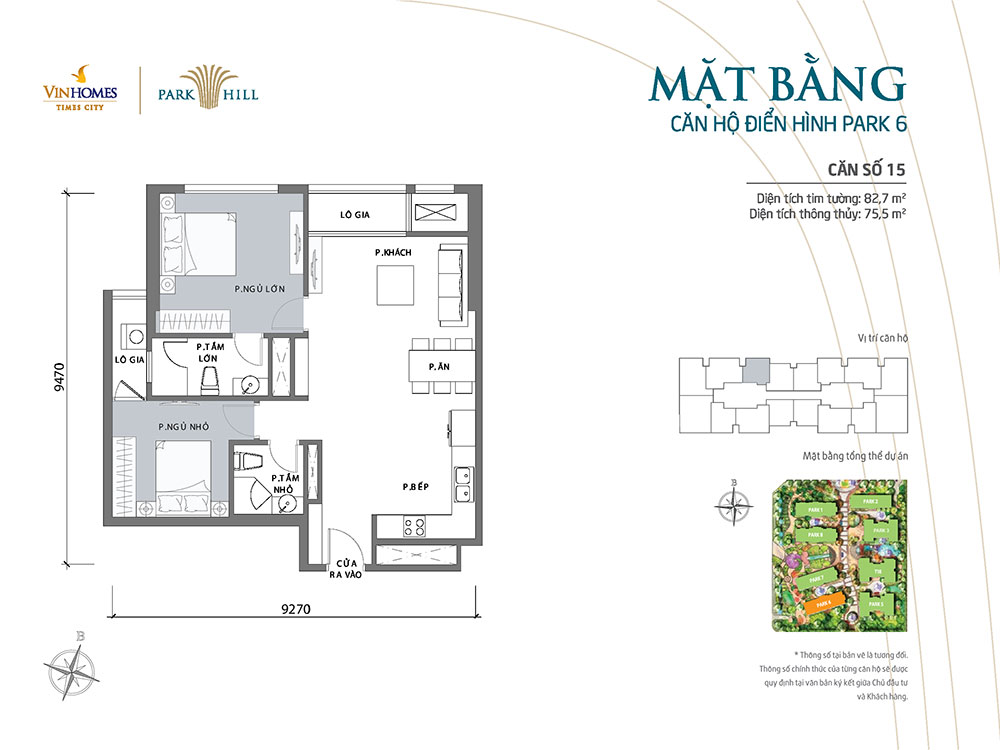 VINHOMES
TIMES CITY
PARK HILL
MẶT BẰNG
CĂN HỘ ĐIỂN HÌNH PARK 6
CĂN SỐ 15
Diện tích tim tường: 82,7 m²
Diện tích thông thủy: 75,5 m²
LÔ GIA
P.KHÁCH
P.NGỦ LỚN
P.TẮM
LỚN
LÔ GIA
P.ĂN
9470
P.NGỦ NHỎ
P.TẮM
NHỎ
P.BẾP
CỬA
RA VÀO
9270
B
Vị trí căn hộ
Mặt bằng tổng thể dự án
B
PARK 1
PARK 2
PARK 3
PARK 8
T18
PARK 7
PARK 6
PARK 5
* Thông số tại bản vẽ là tương đối.
Thông số chính thức của từng căn hộ sẽ được
quy định tại văn bản ký kết giữa Chủ đầu tư
và Khách hàng.